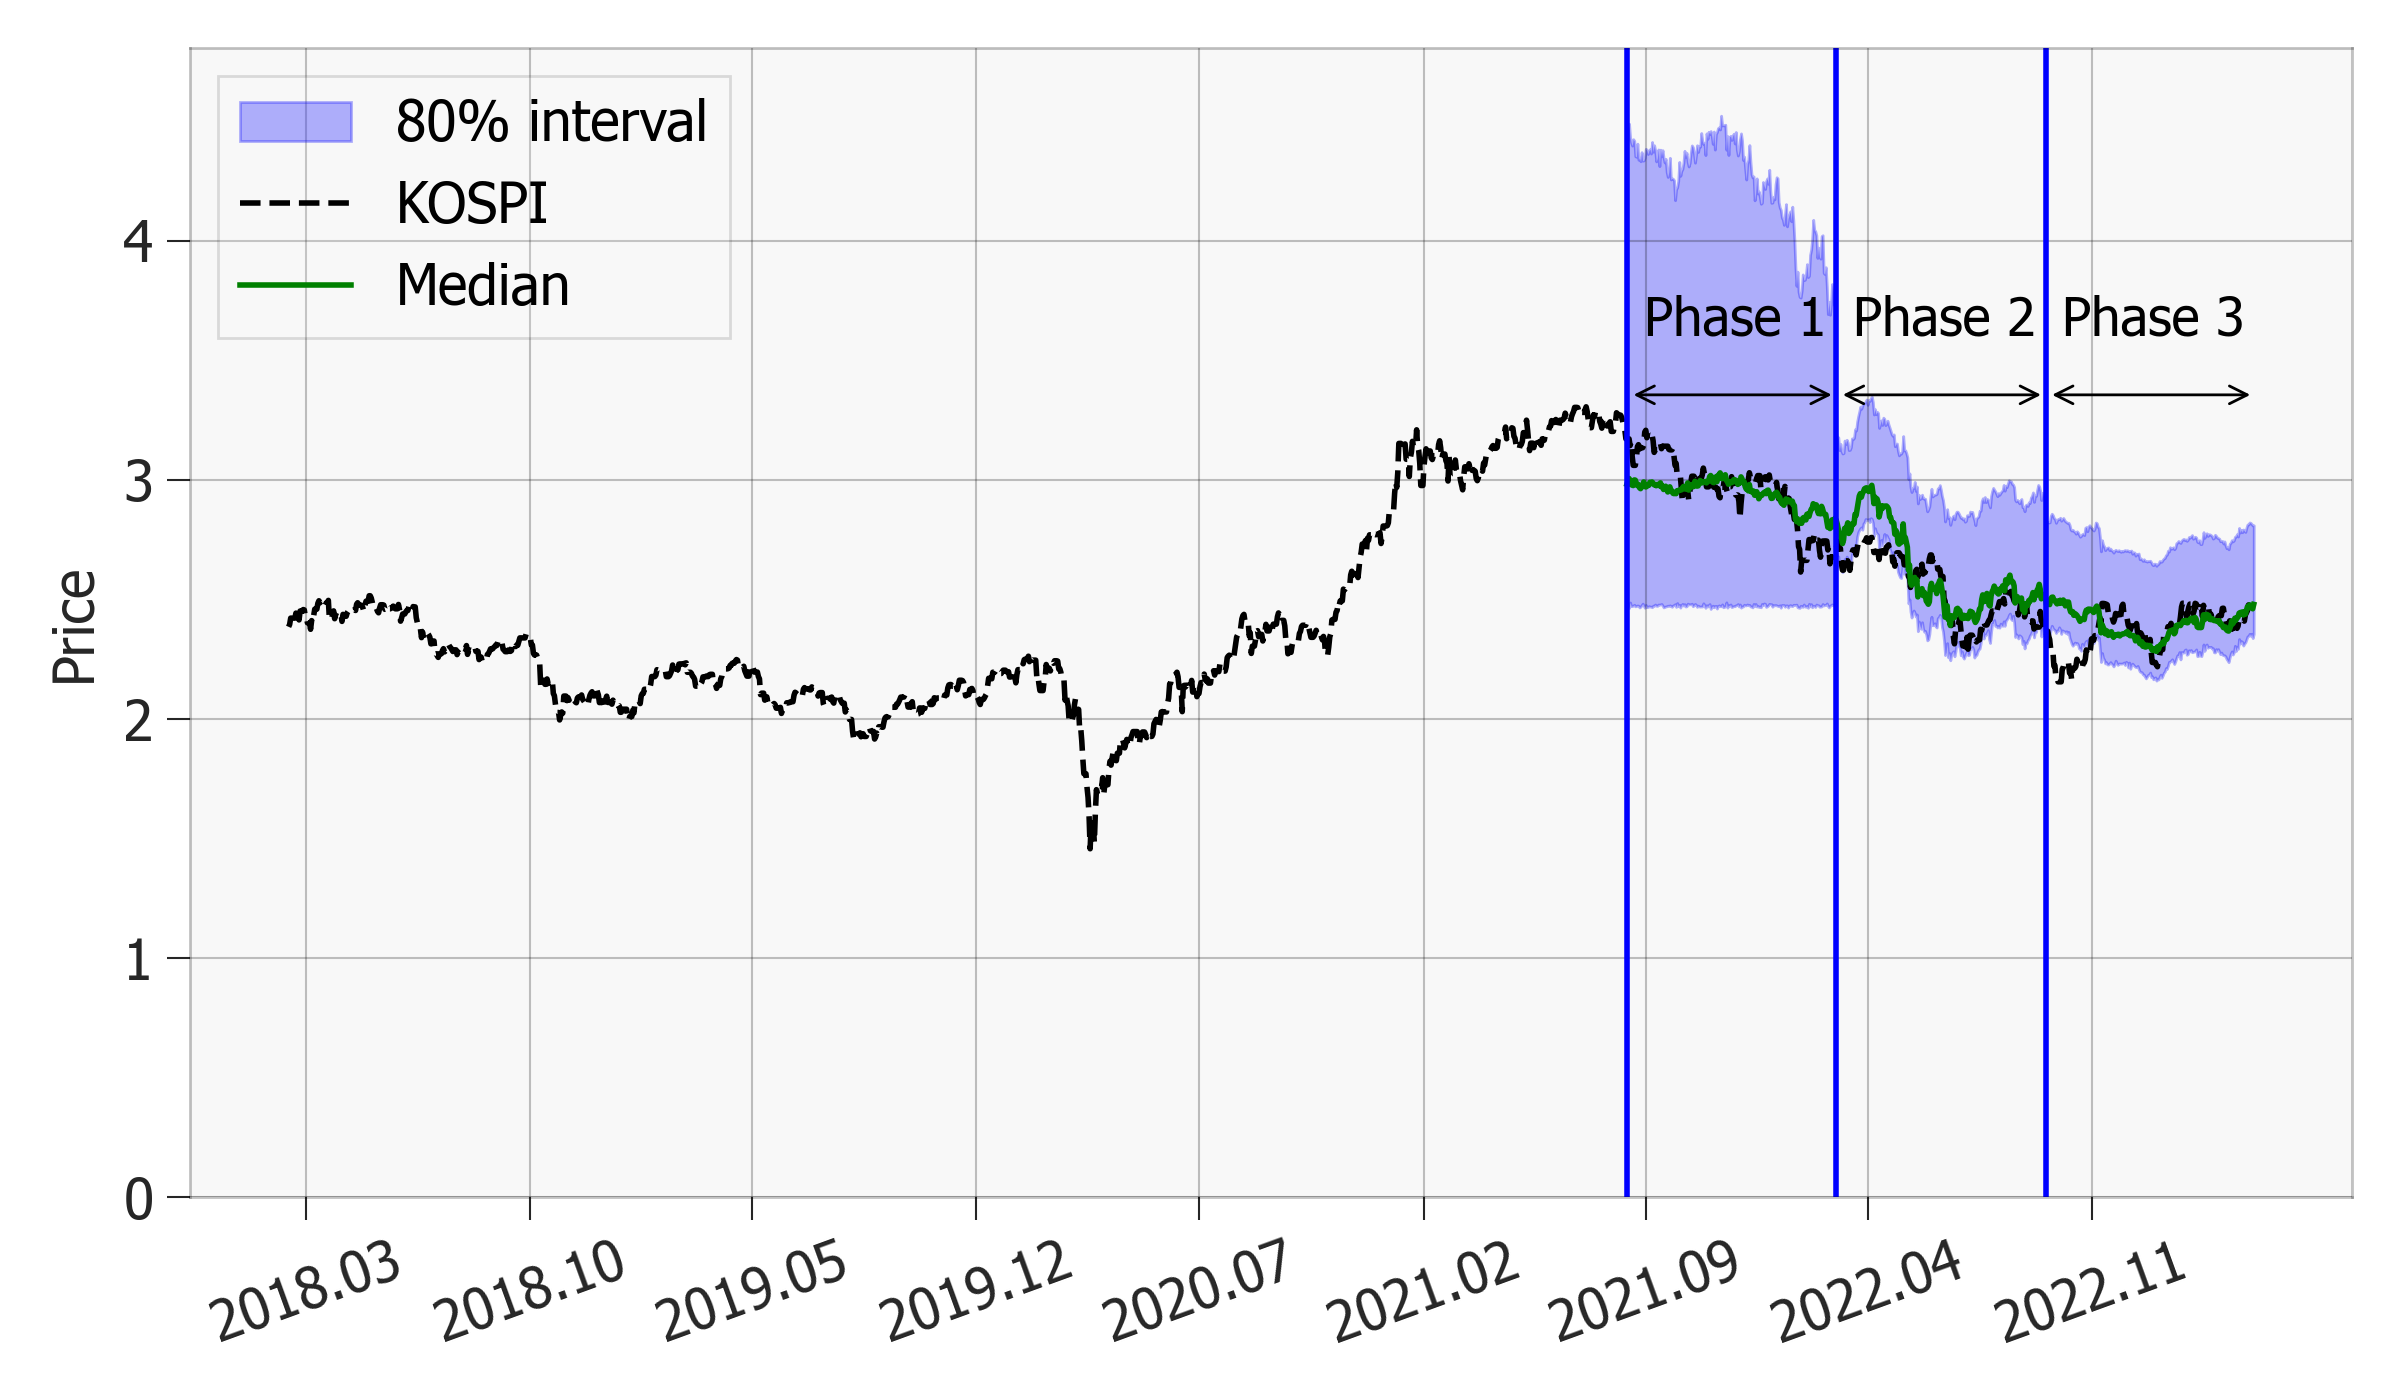 80% interval
KOSPI
Median
Phase 1
Phase 2
Phase 3
Price
4
3
2
1
0
2018.03
2018.10
2019.05
2019.12
2020.07
2021.02
2021.09
2022.04
2022.11